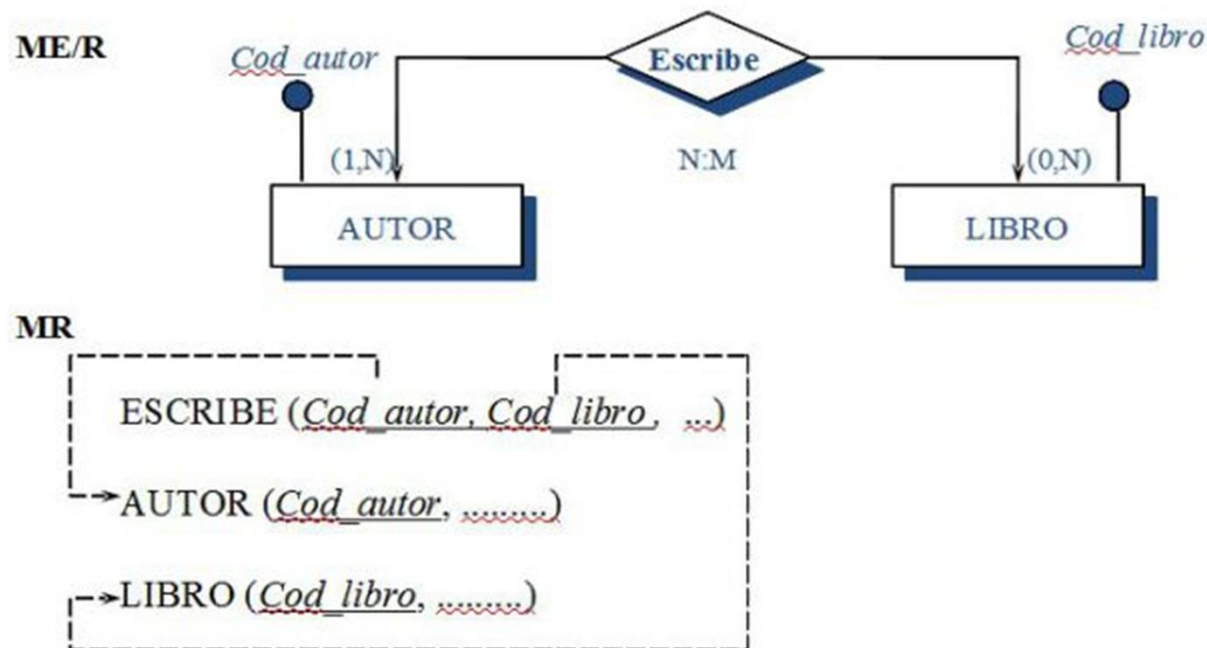 ME/R
Cod_autor
Escribe
Cod_libro
(1,N)
N:M
(0,N)
AUTOR
LIBRO
MR
ESCRIBE (Cod_autor, Cod_libro, ...)
AUTOR (Cod_autor, .........)
LIBRO (Cod_libro, .........)